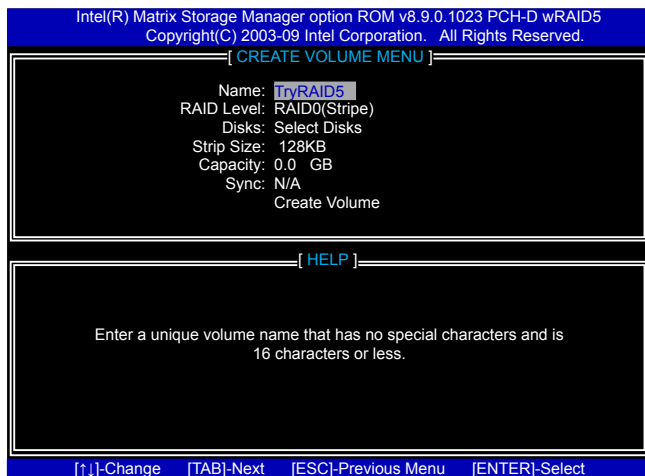 Intel(R) Matrix Storage Manager option ROM v8.9.0.1023 PCH-D wRAID5
Copyright(C) 2003-09 Intel Corporation. All Rights Reserved.
[ CREATE VOLUME MENU ]
Name: TryRAID5
RAID Level: RAID0(Stripe)
Disks: Select Disks
Strip Size: 128KB
Capacity: 0.0 GB
Sync: N/A
Create Volume
[ HELP ]
Enter a unique volume name that has no special characters and is
16 characters or less.
[↑↓]-Change [TAB]-Next [ESC]-Previous Menu [ENTER]-Select